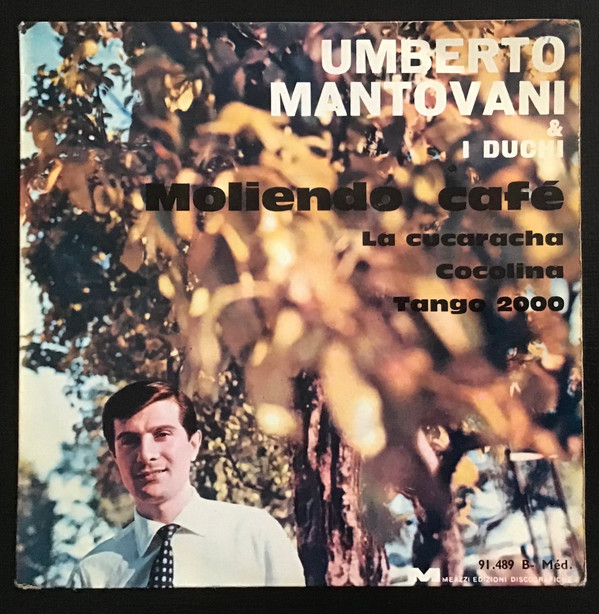 UMBERTO
MANTOVANI
&
I DUCHI
Moliendo café
La cucaracha
Cocolina
Tango 2000
91.489 B- Méd.
M MEAZZI EDIZIONI DISCOGRAFICHE